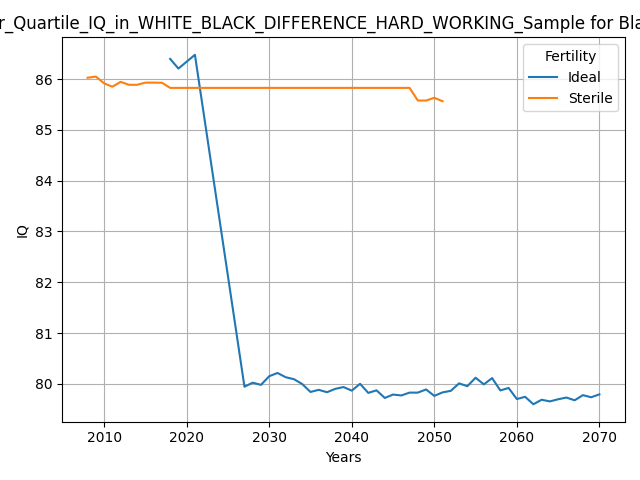 r_Quartile_IQ_in_WHITE_BLACK_DIFFERENCE_HARD_WORKING_Sample for Bla
Fertility
Ideal
Sterile
IQ
86
85
84
83
82
81
80
2010 2020 2030 2040 2050 2060 2070
Years